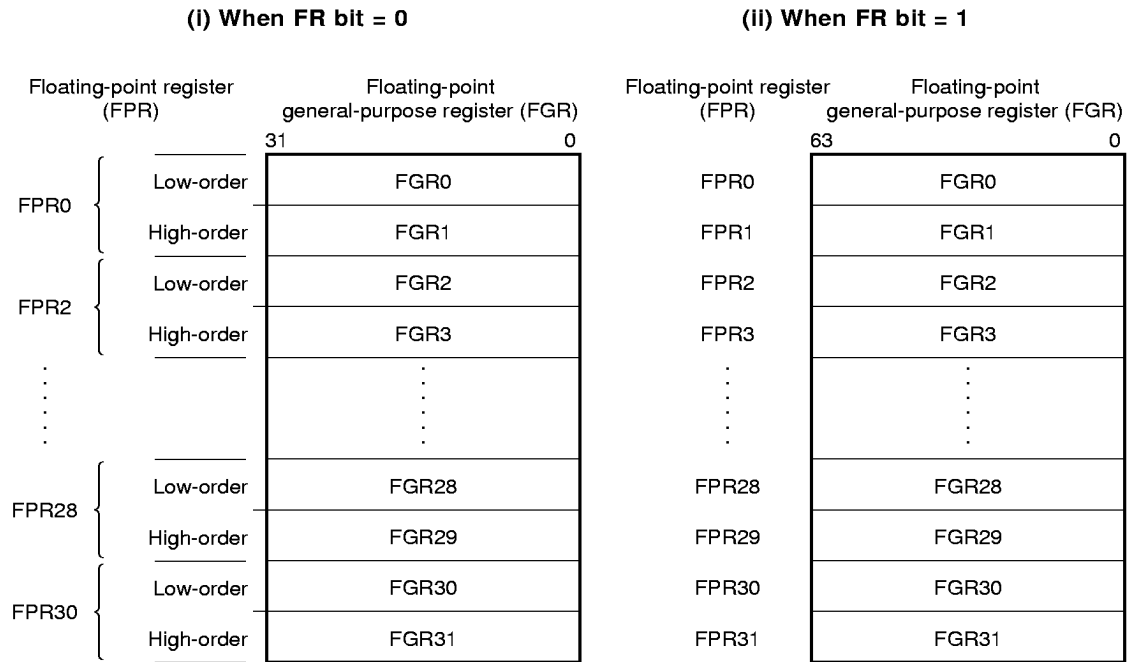 (i) When FR bit = 0
Floating-point register
(FPR)
Floating-point
general-purpose register (FGR)
31 0
FPR0
Low-order FGR0
High-order FGR1
FPR2
Low-order FGR2
High-order FGR3
FPR28
Low-order FGR28
High-order FGR29
FPR30
Low-order FGR30
High-order FGR31
(ii) When FR bit = 1
Floating-point register
(FPR)
Floating-point
general-purpose register (FGR)
63 0
FPR0 FGR0
FPR1 FGR1
FPR2 FGR2
FPR3 FGR3
FPR28 FGR28
FPR29 FGR29
FPR30 FGR30
FPR31 FGR31